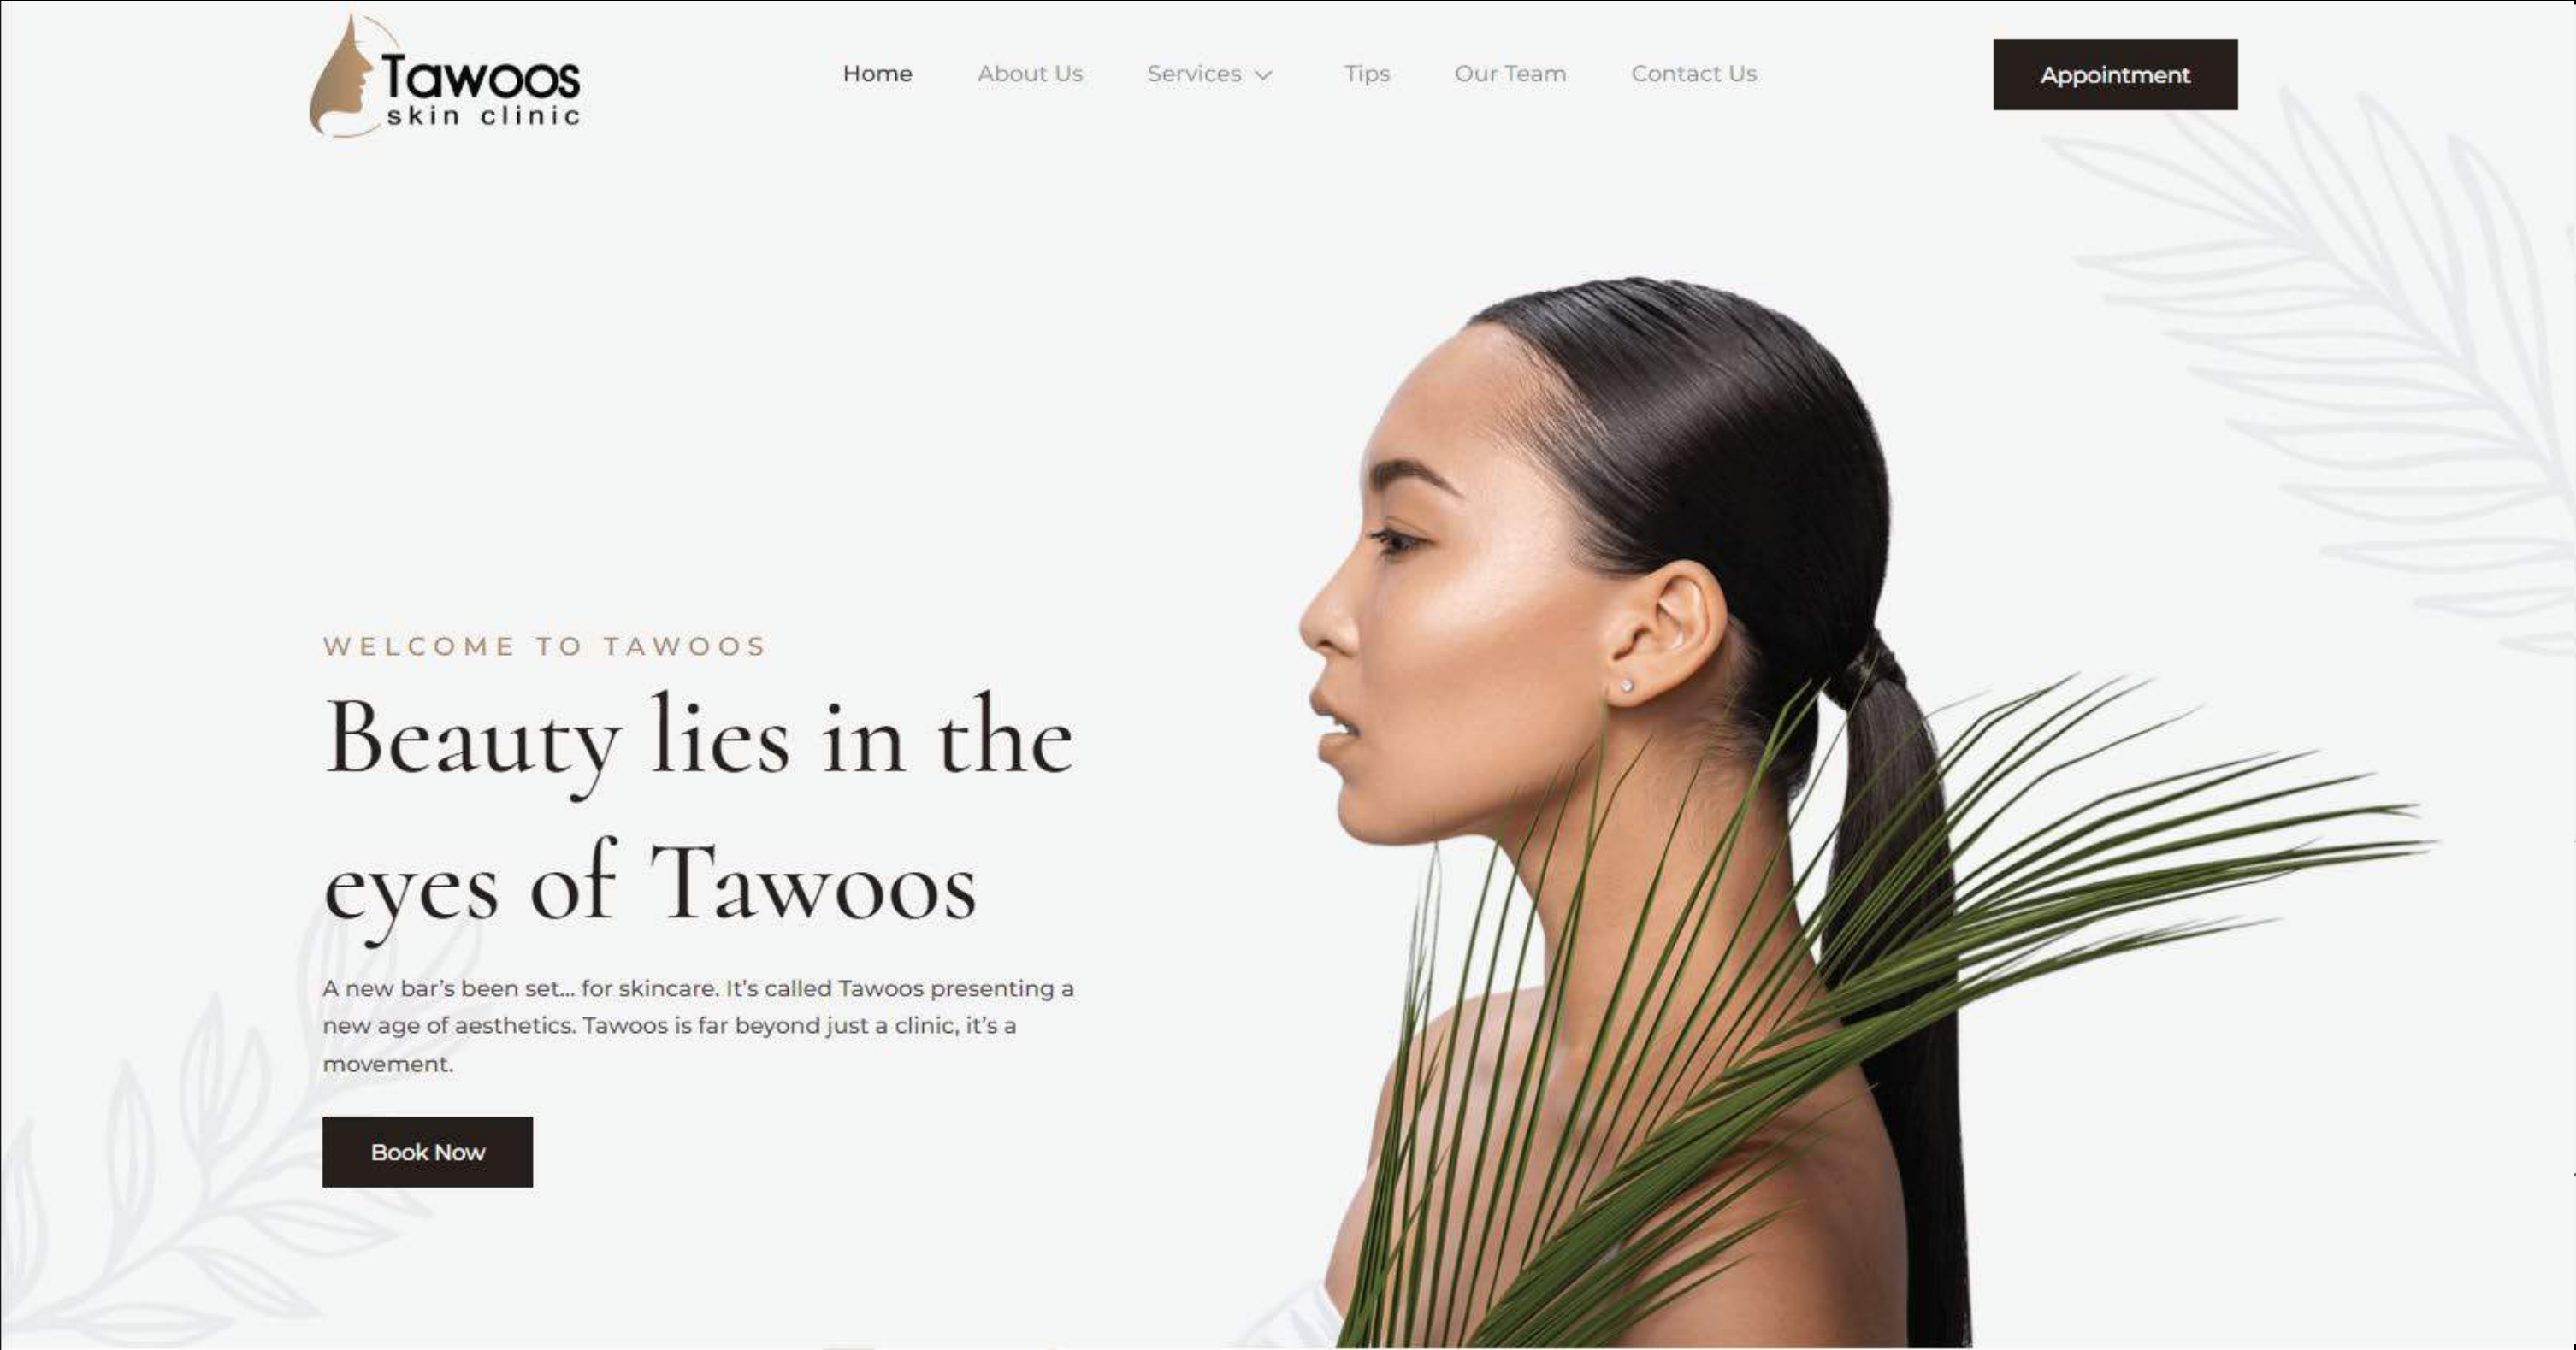 Tawoos
skin clinic
Home
About Us
Services
Tips
Our Team
Contact Us
Appointment
WELCOME TO TAWOOS
Beauty lies in the
eyes of Tawoos
A new bar's been set... for skincare. It's called Tawoos presenting a
new age of aesthetics. Tawoos is far beyond just a clinic, it's a
movement.
Book Now